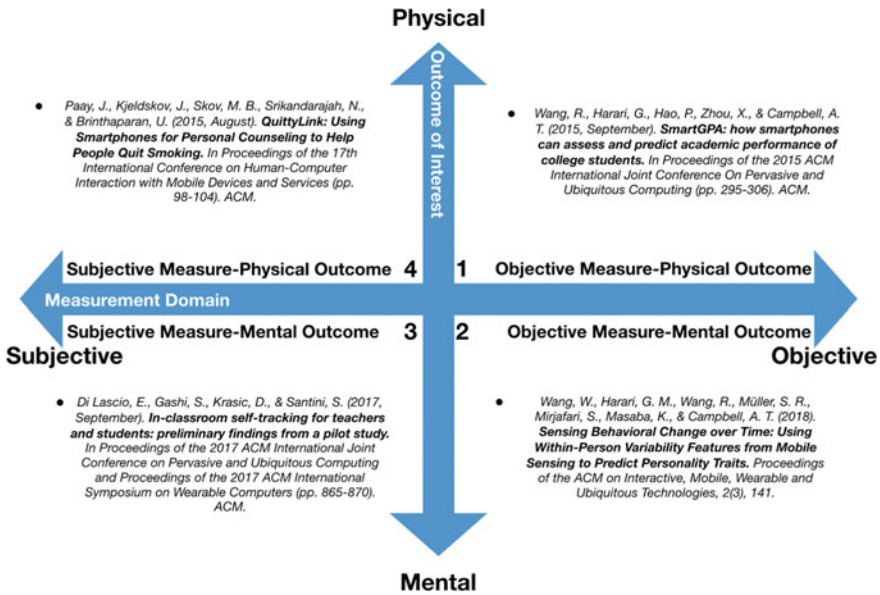 Physical
Outcome of Interest
• Paay, J., Kjeldskov, J., Skov, M. B., Srikandarajah, N.,
& Brinthaparan, U. (2015, August). QuittyLink: Using
Smartphones for Personal Counseling to Help
People Quit Smoking. In Proceedings of the 17th
International Conference on Human-Computer
Interaction with Mobile Devices and Services (pp.
98-104). ACM.
• Wang, R., Harari, G., Hao, P., Zhou, X., & Campbell, A.
T. (2015, September). SmartGPA: how smartphones
can assess and predict academic performance of
college students. In Proceedings of the 2015 ACM
International Joint Conference On Pervasive and
Ubiquitous Computing (pp. 295-306). ACM.
Subjective Measure-Physical Outcome 4
1 Objective Measure-Physical Outcome
Measurement Domain
Subjective Measure-Mental Outcome 3
2 Objective Measure-Mental Outcome
Subjective
Objective
• Di Lascio, E., Gashi, S., Krasic, D., & Santini, S. (2017,
September). In-classroom self-tracking for teachers
and students: preliminary findings from a pilot study.
In Proceedings of the 2017 ACM International Joint
Conference on Pervasive and Ubiquitous Computing
and Proceedings of the 2017 ACM International
Symposium on Wearable Computers (pp. 865-870).
ACM.
• Wang, W., Harari, G. M., Wang, R., Müller, S. R.,
Mirjafari, S., Masaba, K., & Campbell, A. T. (2018).
Sensing Behavioral Change over Time: Using
Within-Person Variability Features from Mobile
Sensing to Predict Personality Traits. Proceedings
of the ACM on Interactive, Mobile, Wearable and
Ubiquitous Technologies, 2(3), 141.
Mental